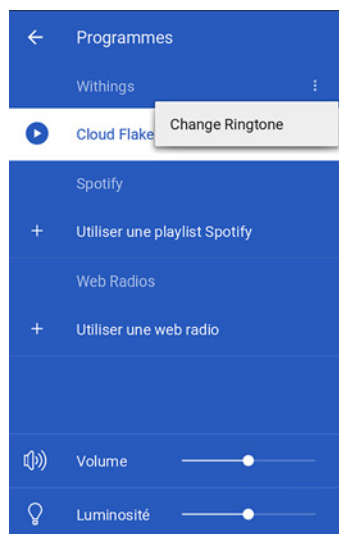 Programmes
Withings
Cloud Flake
Change Ringtone
Spotify
Utiliser une playlist Spotify
Web Radios
Utiliser une web radio
Volume
Luminosité